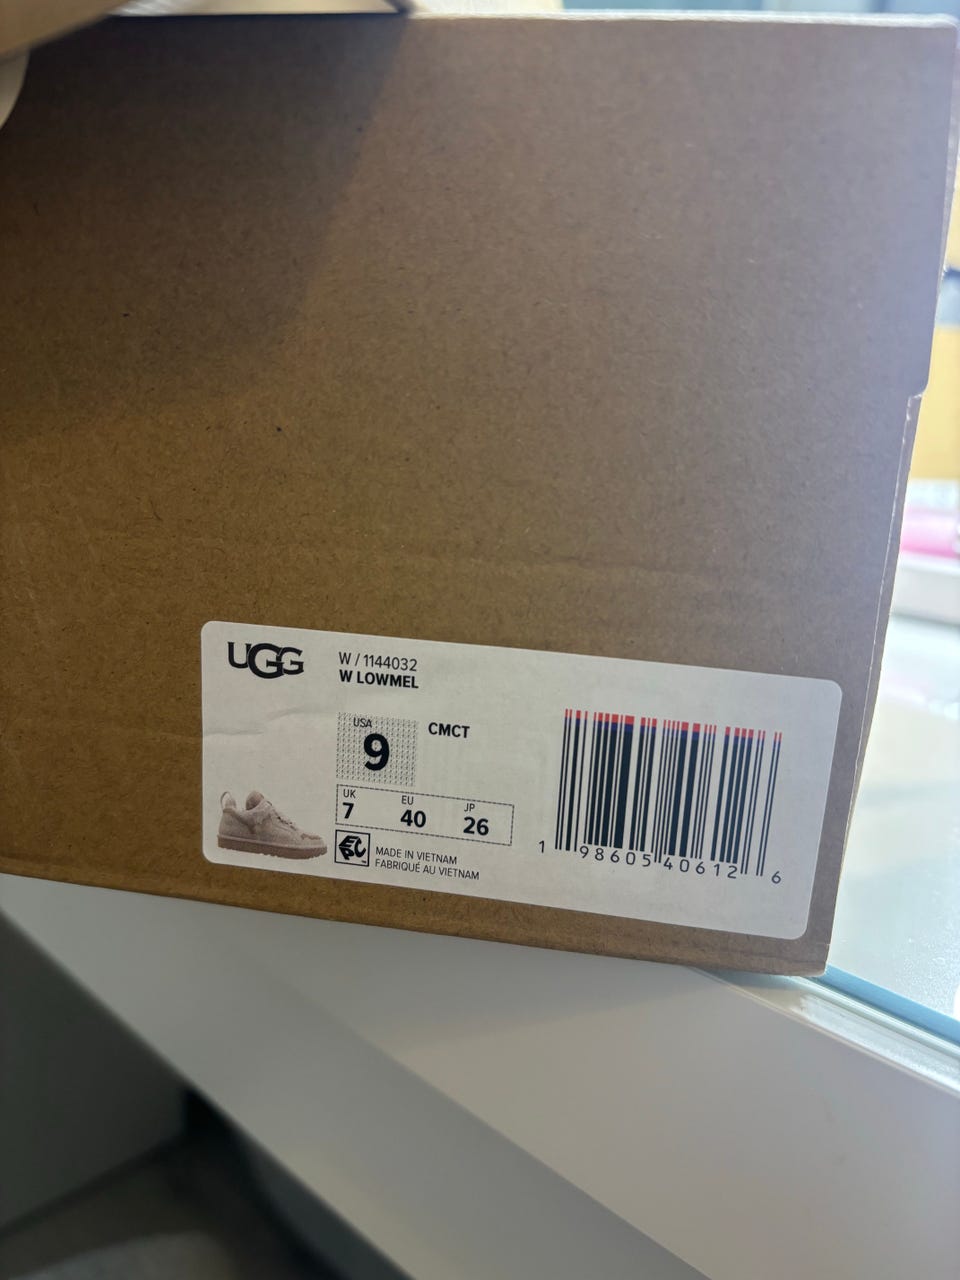 UGG
W / 1144032
W LOWMEL
USA
9
CMCT
UK
7
EU
40
JP
26
EPC
MADE IN VIETNAM
FABRIQUÉ AU VIETNAM
1 98605 40612 6